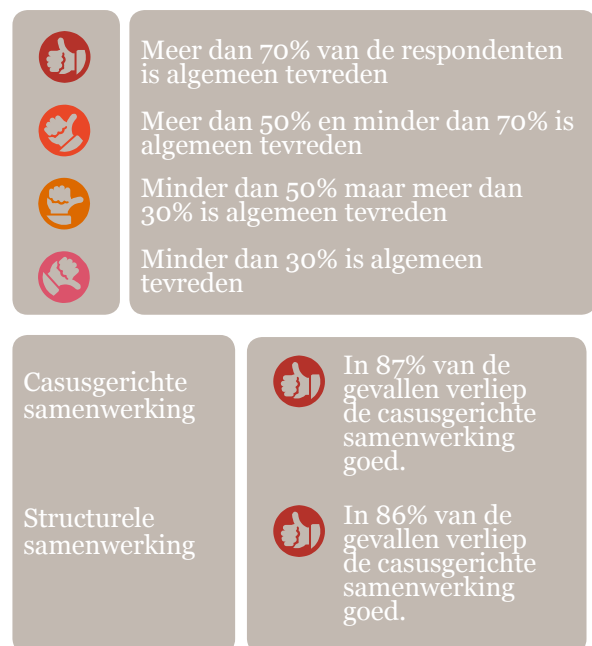 Meer dan 70% van de respondenten
is algemeen tevreden
Meer dan 50% en minder dan 70% is
algemeen tevreden
Minder dan 50% maar meer dan
30% is algemeen tevreden
Minder dan 30% is algemeen
tevreden
Casusgerichte
samenwerking
In 87% van de
gevallen verliep
de casusgerichte
samenwerking
goed.
Structurele
samenwerking
In 86% van de
gevallen verliep
de casusgerichte
samenwerking
goed.